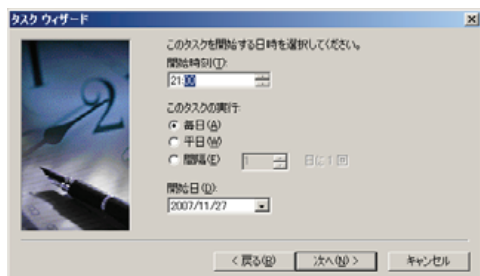 タスク ウィザード
このタスクを開始する日時を選択してください。
開始時刻(T):
21:00
このタスクの実行:
毎日(A)
平日(W)
間隔(E) 1 日に 1 回
開始日(D):
2007/11/27
< 戻る(B) 次へ(N) > キャンセル